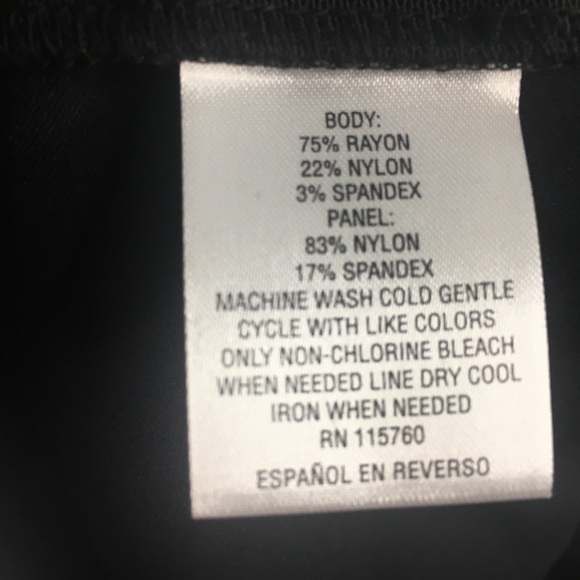 BODY:
75% RAYON
22% NYLON
3% SPANDEX
PANEL:
83% NYLON
17% SPANDEX
MACHINE WASH COLD GENTLE
CYCLE WITH LIKE COLORS
ONLY NON-CHLORINE BLEACH
WHEN NEEDED LINE DRY COOL
IRON WHEN NEEDED
RN 115760
ESPAÑOL EN REVERSO